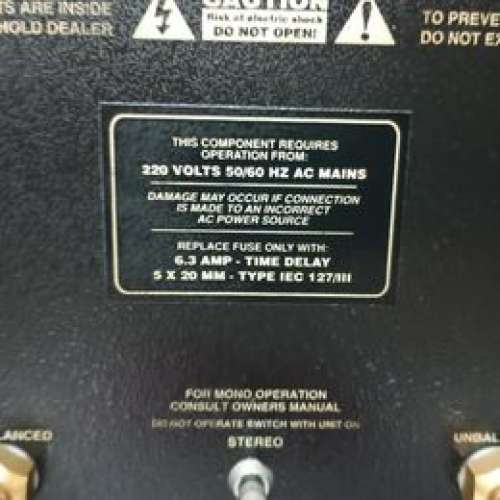 TS ARE INSIDE
HOLD DEALER
CAUTION
Risk of electric shock
DO NOT OPEN!
TO PREVE
DO NOT EX
THIS COMPONENT REQUIRES
OPERATION FROM:
220 VOLTS 50/60 HZ AC MAINS
DAMAGE MAY OCCUR IF CONNECTION
IS MADE TO AN INCORRECT
AC POWER SOURCE
REPLACE FUSE ONLY WITH:
6.3 AMP - TIME DELAY
5 X 20 MM - TYPE IEC 127/III
FOR MONO OPERATION
CONSULT OWNERS MANUAL
DO NOT OPERATE SWITCH WITH UNIT ON
STEREO
LANCED
UNBAL